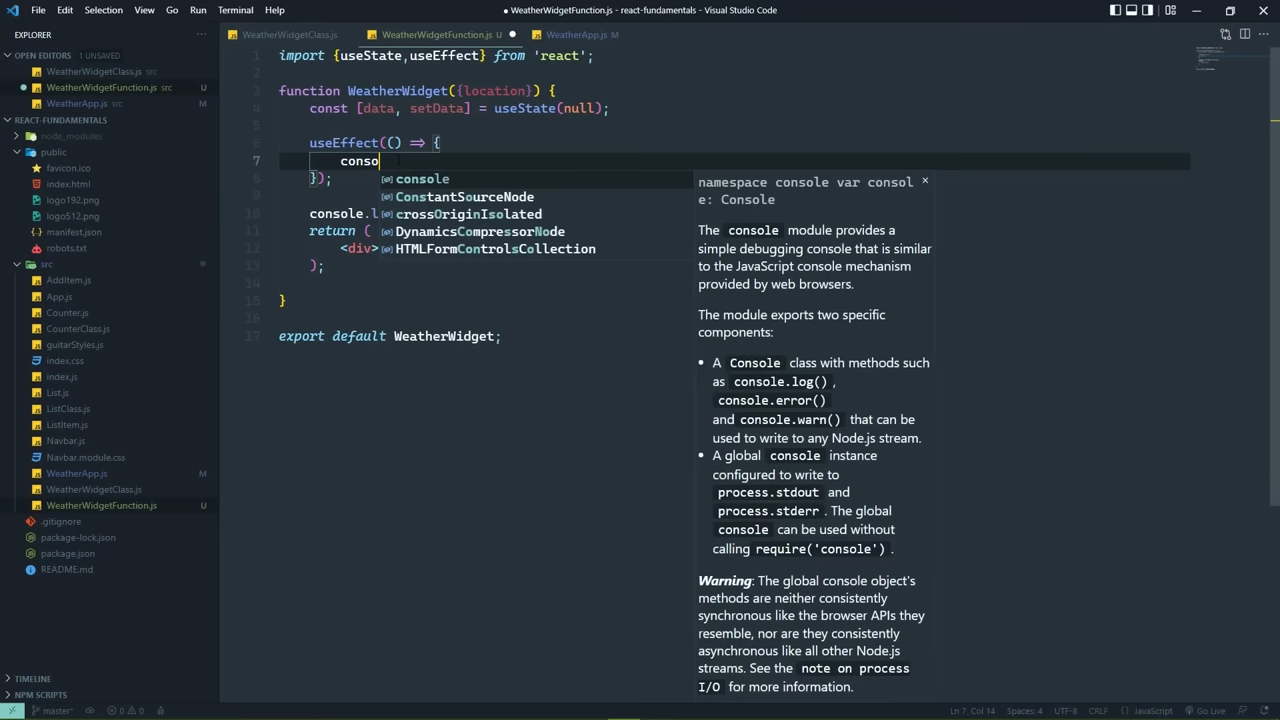 File Edit Selection View Go Run Terminal Help
● WeatherWidgetFunction.js - react-fundamentals - Visual Studio Code
EXPLORER
OPEN EDITORS 1 UNSAVED
WeatherWidgetClass.js src
WeatherWidgetFunction.js src U
WeatherApp.js src M
REACT-FUNDAMENTALS
node_modules
public
favicon.ico
index.html
logo192.png
logo512.png
manifest.json
robots.txt
src
AddItem.js
App.js
Counter.js
CounterClass.js
guitarStyles.js
index.css
index.js
List.js
ListClass.js
ListItem.js
Navbar.js
Navbar.module.css
WeatherApp.js M
WeatherWidgetClass.js
WeatherWidgetFunction.js U
.gitignore
package-lock.json
package.json
README.md
TIMELINE
NPM SCRIPTS
WeatherWidgetClass.js WeatherWidgetFunction.js U ● WeatherApp.js M
1 import {useState,useEffect} from 'react';
2
3 function WeatherWidget({location}) {
4 const [data, setData] = useState(null);
5
6 useEffect(() => {
7 conso
8 });
9
10 console.l
11 return (
12 <div>
13 );
14
15 }
16
17 export default WeatherWidget;
console
ConstantSourceNode
crossOriginIsolated
DynamicsCompressorNode
HTMLFormControlsCollection
namespace console var consol
e: Console
The console module provides a
simple debugging console that is similar
to the JavaScript console mechanism
provided by web browsers.
The module exports two specific
components:
• A Console class with methods such
as console.log() ,
console.error()
and console.warn() that can be
used to write to any Node.js stream.
• A global console instance
configured to write to
process.stdout and
process.stderr . The global
console can be used without
calling require('console') .
Warning: The global console object's
methods are neither consistently
synchronous like the browser APIs they
resemble, nor are they consistently
asynchronous like all other Node.js
streams. See the note on process
I/O for more information.
master* 0 0 Ln 7, Col 14 Spaces: 4 UTF-8 CRLF {} JavaScript Go Live